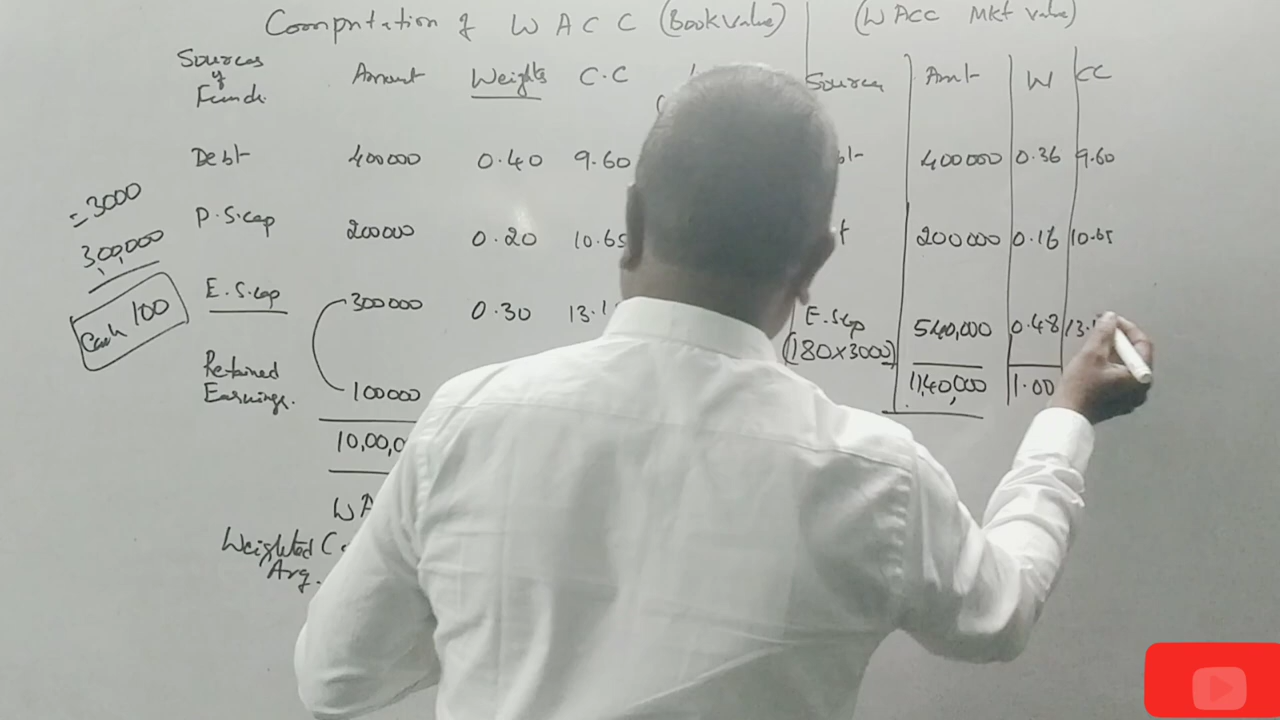 Computation of WACC (Book Value)
(WACC Mkt Value)
Sources of Funds.
Amount
Weights
C.C
Sources
Amt
W
CC
Debt
400000
0.40
9.60
400000
0.36
9.60
= 3000
P.S.cap
200000
0.20
10.65
200000
0.16
10.65
300,000
E.S.cap
300000
0.30
E.S.cap
(180x3000)
540,000
0.48
Cash 100
Retained Earnings.
100000
1140,000
1.00
Weighted
Avg.